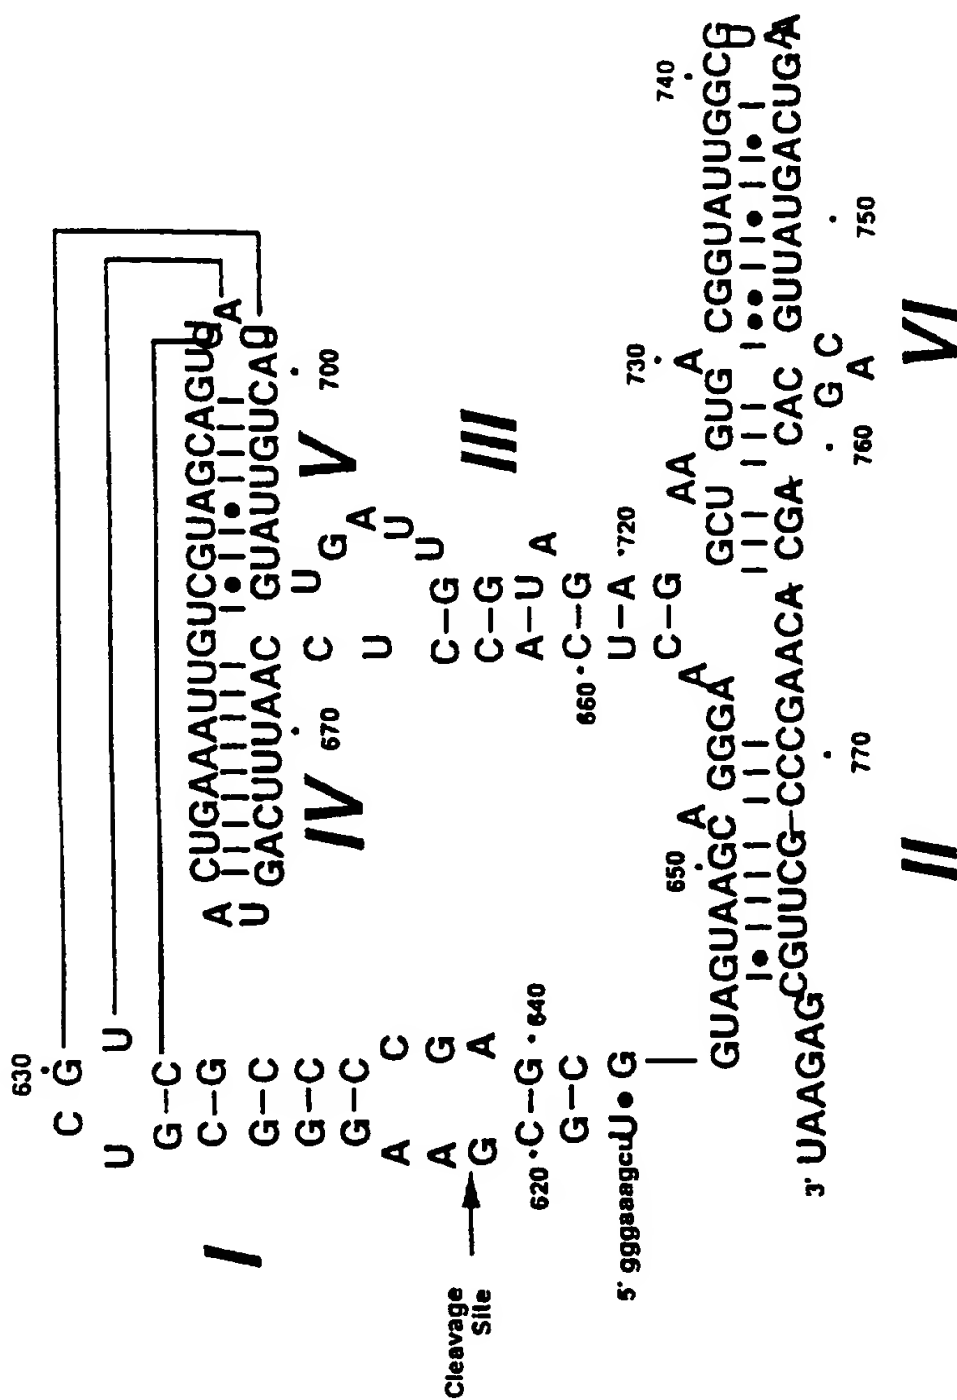 630
C G
U U
G–C
C–G
G–C
G–C
G–C
A C
A G
G A
I
Cleavage
Site
620 C–G 640
G–C
5' gggaaagcuU•G
CUGAAAUUGUCGUAGCAGUg
A g A
U
GACUUUAAC GUAUUGUCAg
670 700
IV V
C U G A U U
U
III
C–G
C–G
A–U A
660 C–G
U–A 720
C–G
650 A A AA 730 A 740
GUAGUAAGC GGGA GCU GUG CGGUAUUGGCG
U
A
CGUUCG–CCCGAACA CGA CAC GUUAUGACUGA
3' UAAGAG
G A C
770 760 750
II VI